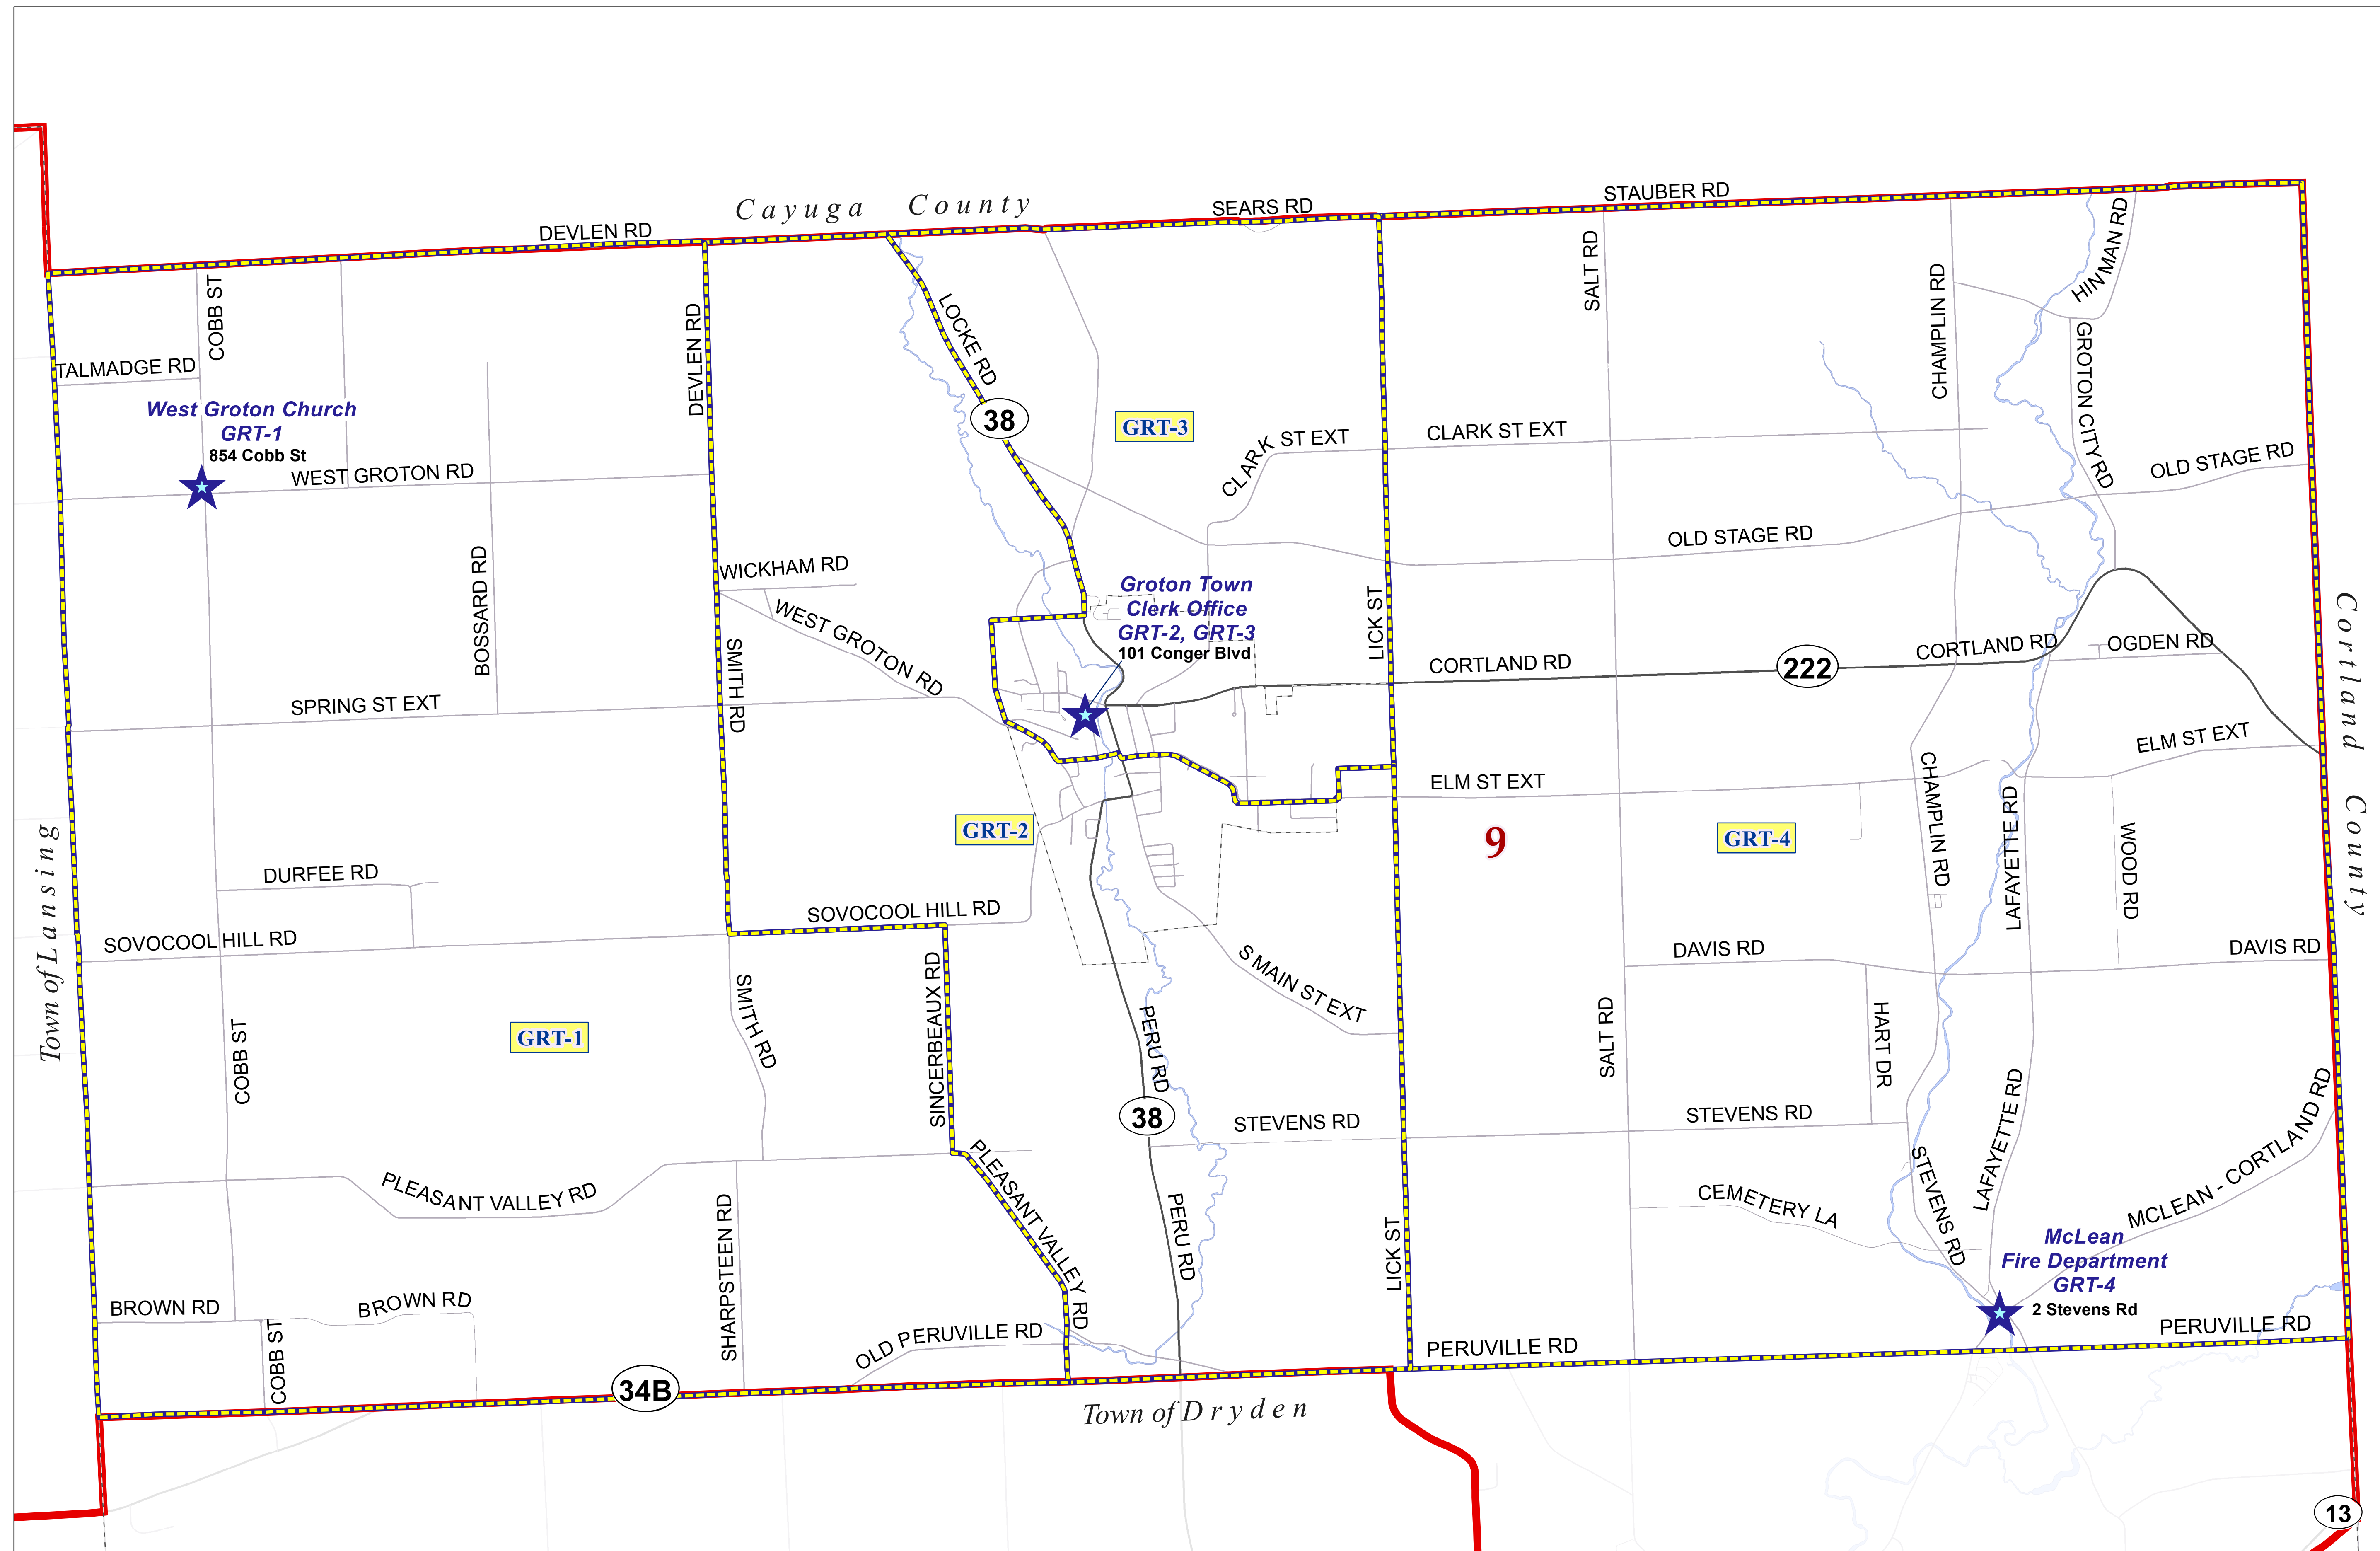 Cayuga County
SEARS RD
STAUBER RD
DEVLEN RD
COBB ST
TALMADGE RD
DEVLEN RD
LOCKE RD
38
GRT-3
SALT RD
CHAMPLIN RD
HINMAN RD
GROTON CITY RD
West Groton Church
GRT-1
854 Cobb St
WEST GROTON RD
CLARK ST EXT
CLARK ST EXT
OLD STAGE RD
OLD STAGE RD
BOSSARD RD
WICKHAM RD
WEST GROTON RD
Groton Town
Clerk Office
GRT-2, GRT-3
101 Conger Blvd
LICK ST
CORTLAND RD
222
CORTLAND RD
OGDEN RD
Cortland County
SPRING ST EXT
SMITH RD
ELM ST EXT
ELM ST EXT
GRT-2
9
GRT-4
CHAMPLIN RD
LAFAYETTE RD
WOOD RD
Town of Lansing
DURFEE RD
SOVOCOOL HILL RD
SOVOCOOL HILL RD
DAVIS RD
DAVIS RD
GRT-1
COBB ST
SMITH RD
SINCERBEAUX RD
S MAIN ST EXT
PERU RD
SALT RD
HART DR
38
STEVENS RD
STEVENS RD
LAFAYETTE RD
MCLEAN - CORTLAND RD
PLEASANT VALLEY RD
PLEASANT VALLEY RD
PERU RD
CEMETERY LA
STEVENS RD
SHARPSTEEN RD
LICK ST
McLean
Fire Department
GRT-4
2 Stevens Rd
BROWN RD
BROWN RD
COBB ST
OLD PERUVILLE RD
PERUVILLE RD
PERUVILLE RD
34B
Town of Dryden
13